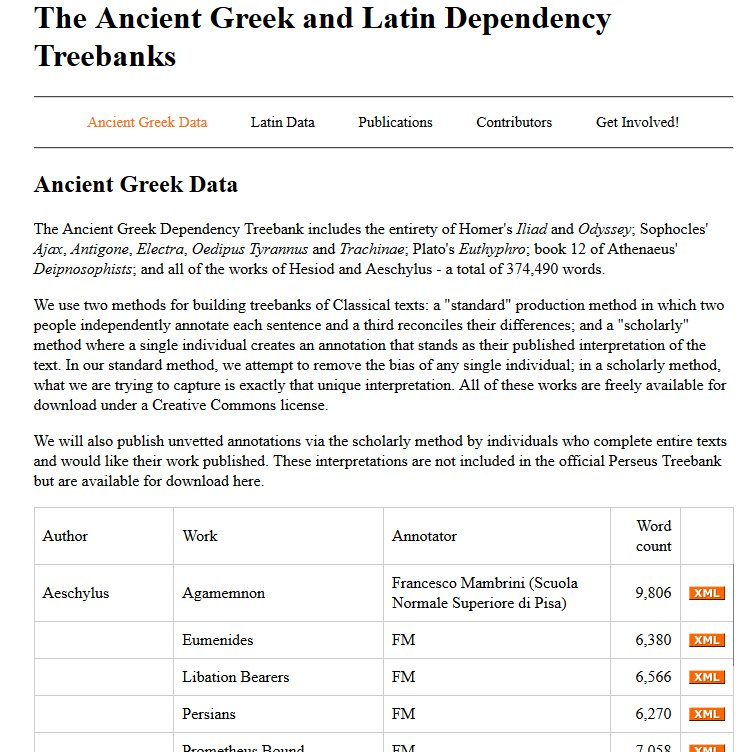 The Ancient Greek and Latin Dependency
Treebanks
Ancient Greek Data Latin Data Publications Contributors Get Involved!
Ancient Greek Data
The Ancient Greek Dependency Treebank includes the entirety of Homer's Iliad and Odyssey; Sophocles'
Ajax, Antigone, Electra, Oedipus Tyrannus and Trachinae; Plato's Euthyphro; book 12 of Athenaeus'
Deipnosophists; and all of the works of Hesiod and Aeschylus - a total of 374,490 words.
We use two methods for building treebanks of Classical texts: a "standard" production method in which two
people independently annotate each sentence and a third reconciles their differences; and a "scholarly"
method where a single individual creates an annotation that stands as their published interpretation of the
text. In our standard method, we attempt to remove the bias of any single individual; in a scholarly method,
what we are trying to capture is exactly that unique interpretation. All of these works are freely available for
download under a Creative Commons license.
We will also publish unvetted annotations via the scholarly method by individuals who complete entire texts
and would like their work published. These interpretations are not included in the official Perseus Treebank
but are available for download here.
Author Work Annotator Word
count
Aeschylus Agamemnon Francesco Mambrini (Scuola
Normale Superiore di Pisa) 9,806 XML
Eumenides FM 6,380 XML
Libation Bearers FM 6,566 XML
Persians FM 6,270 XML
Prometheus Bound FM 7,058 XML